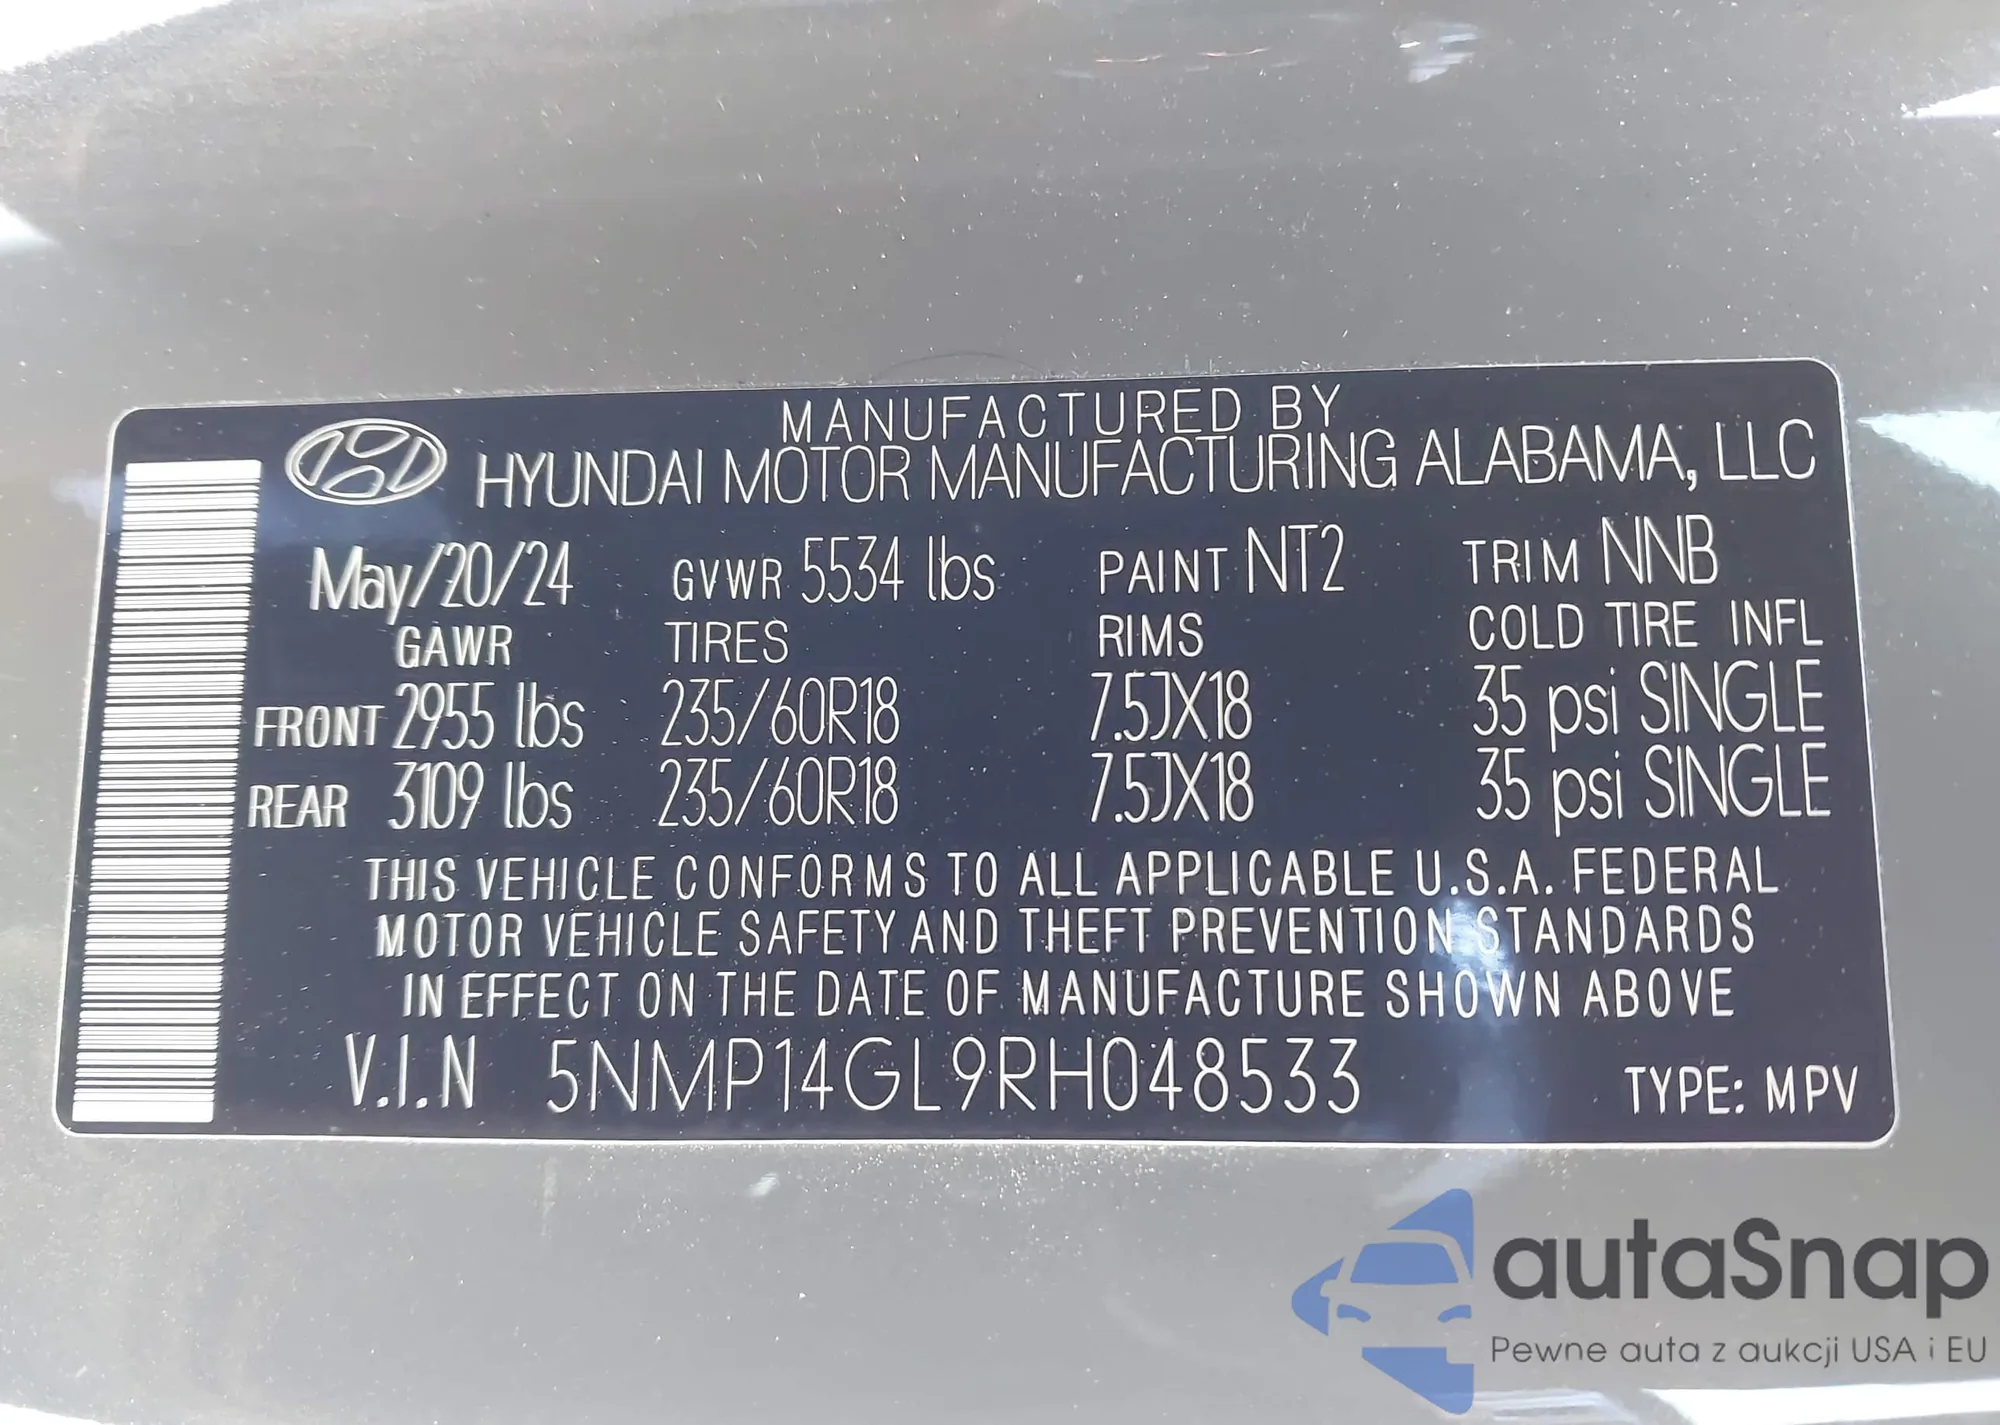 MANUFACTURED BY
HYUNDAI MOTOR MANUFACTURING ALABAMA, LLC
May/20/24 GVWR 5534 lbs PAINT NT2 TRIM NNB
GAWR TIRES RIMS COLD TIRE INFL
FRONT 2955 lbs 235/60R18 7.5JX18 35 psi SINGLE
REAR 3109 lbs 235/60R18 7.5JX18 35 psi SINGLE
THIS VEHICLE CONFORMS TO ALL APPLICABLE U.S.A. FEDERAL
MOTOR VEHICLE SAFETY AND THEFT PREVENTION STANDARDS
IN EFFECT ON THE DATE OF MANUFACTURE SHOWN ABOVE
V.I.N 5NMP14GL9RH048533 TYPE: MPV
autaSnap
Pewne auta z aukcji USA i EU